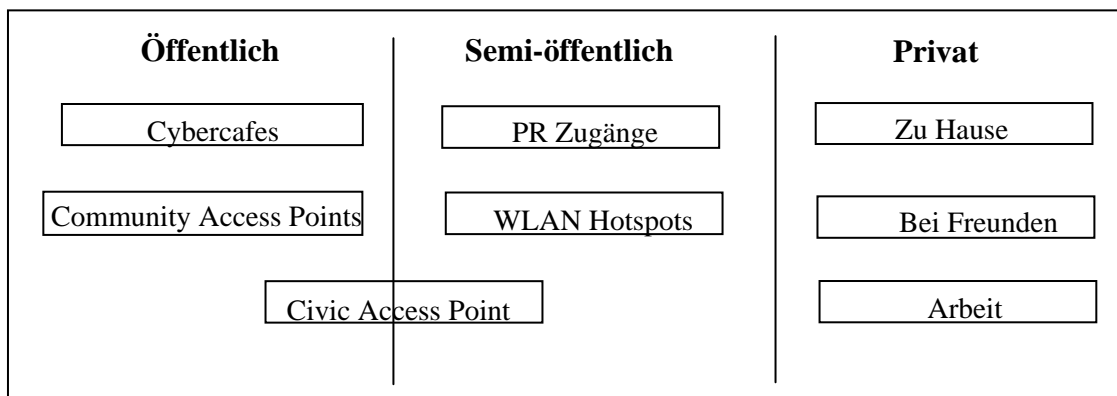 Öffentlich
Semi-öffentlich
Privat
Cybercafes
PR Zugänge
Zu Hause
Community Access Points
WLAN Hotspots
Bei Freunden
Civic Access Point
Arbeit